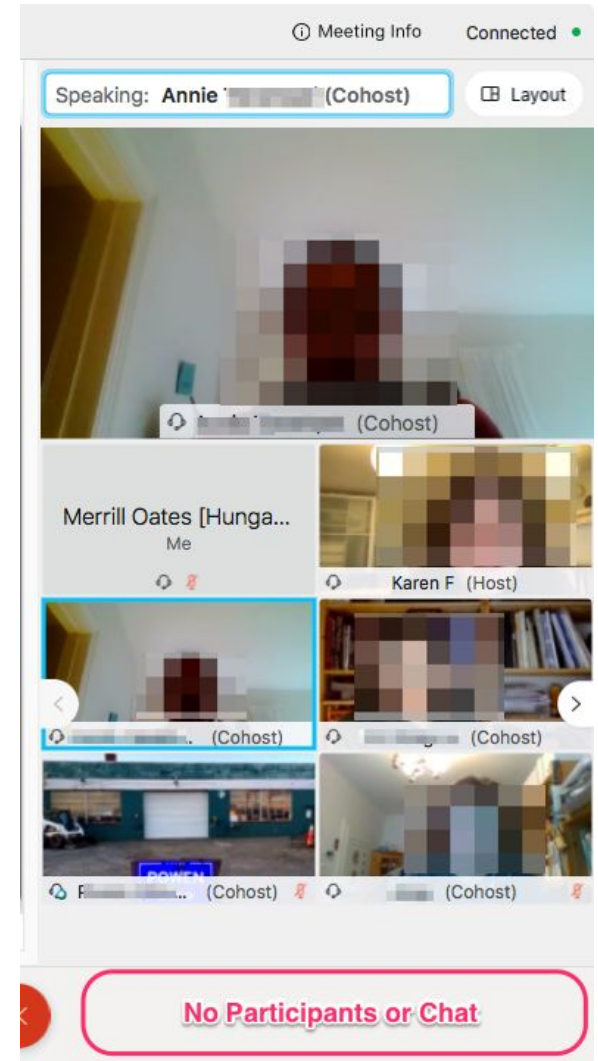 Meeting Info Connected
Speaking: Annie (Cohost) Layout
(Cohost)
Merrill Oates [Hunga...
Me
Karen F (Host)
(Cohost)
(Cohost)
POWEN
(Cohost)
(Cohost)
No Participants or Chat